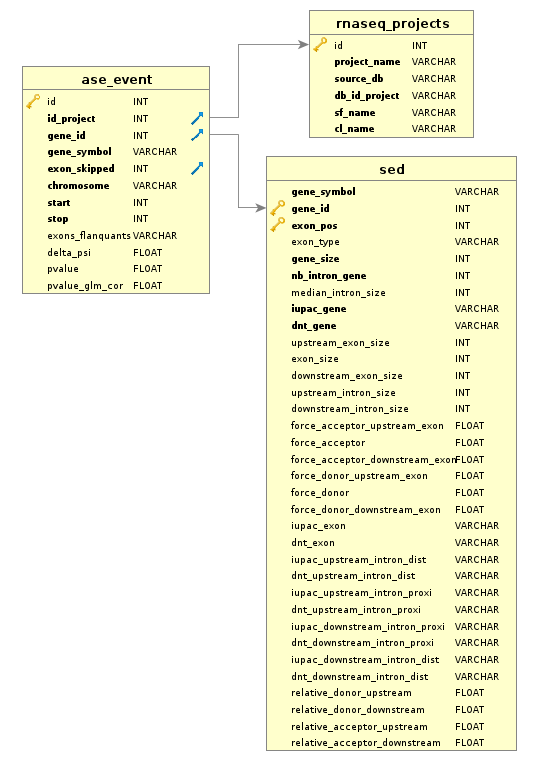 rnaseq_projects
id INT
project_name VARCHAR
source_db VARCHAR
db_id_project VARCHAR
sf_name VARCHAR
cl_name VARCHAR
ase_event
id INT
id_project INT
gene_id INT
gene_symbol VARCHAR
exon_skipped INT
chromosome VARCHAR
start INT
stop INT
exons_flanquants VARCHAR
delta_psi FLOAT
pvalue FLOAT
pvalue_glm_cor FLOAT
sed
gene_symbol VARCHAR
gene_id INT
exon_pos INT
exon_type VARCHAR
gene_size INT
nb_intron_gene INT
median_intron_size INT
iupac_gene VARCHAR
dnt_gene VARCHAR
upstream_exon_size INT
exon_size INT
downstream_exon_size INT
upstream_intron_size INT
downstream_intron_size INT
force_acceptor_upstream_exon FLOAT
force_acceptor FLOAT
force_acceptor_downstream_exon FLOAT
force_donor_upstream_exon FLOAT
force_donor FLOAT
force_donor_downstream_exon FLOAT
iupac_exon VARCHAR
dnt_exon VARCHAR
iupac_upstream_intron_dist VARCHAR
dnt_upstream_intron_dist VARCHAR
iupac_upstream_intron_proxi VARCHAR
dnt_upstream_intron_proxi VARCHAR
iupac_downstream_intron_proxi VARCHAR
dnt_downstream_intron_proxi VARCHAR
iupac_downstream_intron_dist VARCHAR
dnt_downstream_intron_dist VARCHAR
relative_donor_upstream FLOAT
relative_donor_downstream FLOAT
relative_acceptor_upstream FLOAT
relative_acceptor_downstream FLOAT